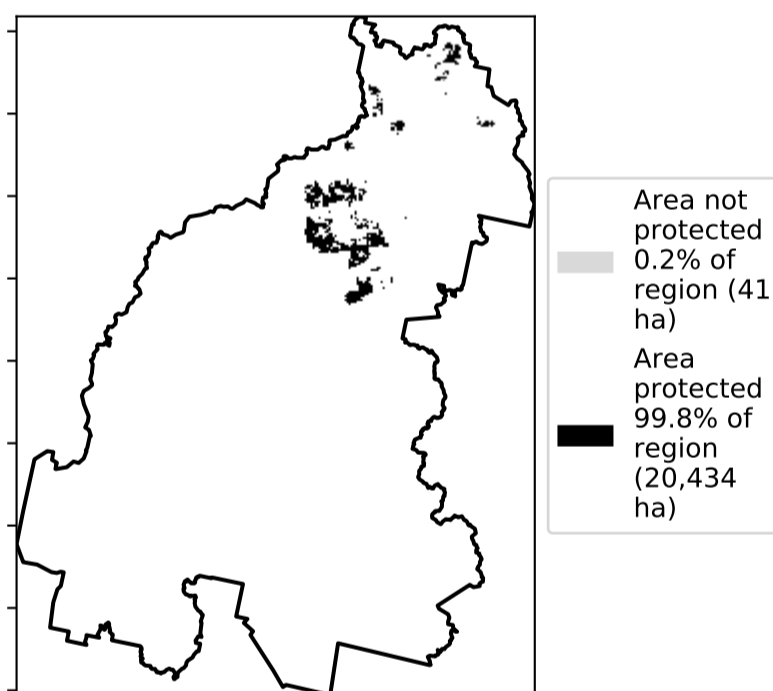 Area not
protected
0.2% of
region (41
ha)
Area
protected
99.8% of
region
(20,434
ha)